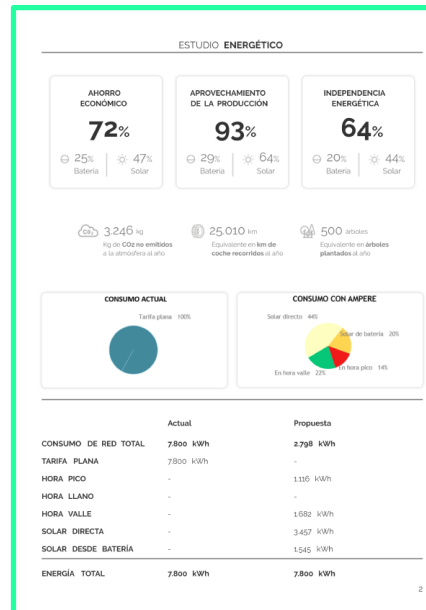 ESTUDIO ENERGÉTICO
AHORRO
ECONÓMICO
72%
25%
Batería
47%
Solar
APROVECHAMIENTO
DE LA PRODUCCIÓN
93%
29%
Batería
64%
Solar
INDEPENDENCIA
ENERGÉTICA
64%
20%
Batería
44%
Solar
CO2
3.246 kg
Kg de CO2 no emitidos
a la atmosfera al año
25.010 km
Equivalente en km de
coche recorridos al año
500 árboles
Equivalente en árboles
plantados al año
CONSUMO ACTUAL
Tarifa plana 100%
CONSUMO CON AMPERE
Solar directo 44%
Solar de batería 20%
En hora pico 14%
En hora valle 22%
Actual Propuesta
CONSUMO DE RED TOTAL 7.800 kWh 2.798 kWh
TARIFA PLANA 7.800 kWh -
HORA PICO - 1.116 kWh
HORA LLANO - -
HORA VALLE - 1.682 kWh
SOLAR DIRECTA - 3.457 kWh
SOLAR DESDE BATERÍA - 1.545 kWh
ENERGÍA TOTAL 7.800 kWh 7.800 kWh
2